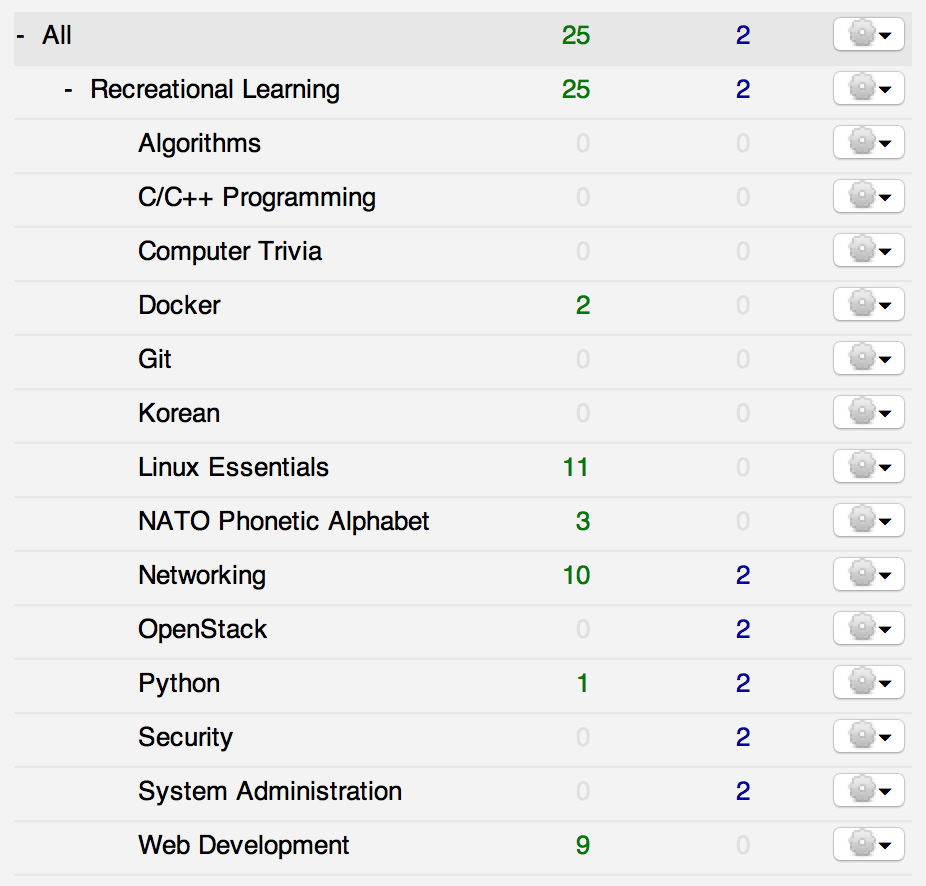 - All 25 2
- Recreational Learning 25 2
Algorithms 0 0
C/C++ Programming 0 0
Computer Trivia 0 0
Docker 2 0
Git 0 0
Korean 0 0
Linux Essentials 11 0
NATO Phonetic Alphabet 3 0
Networking 10 2
OpenStack 0 2
Python 1 2
Security 0 2
System Administration 0 2
Web Development 9 0